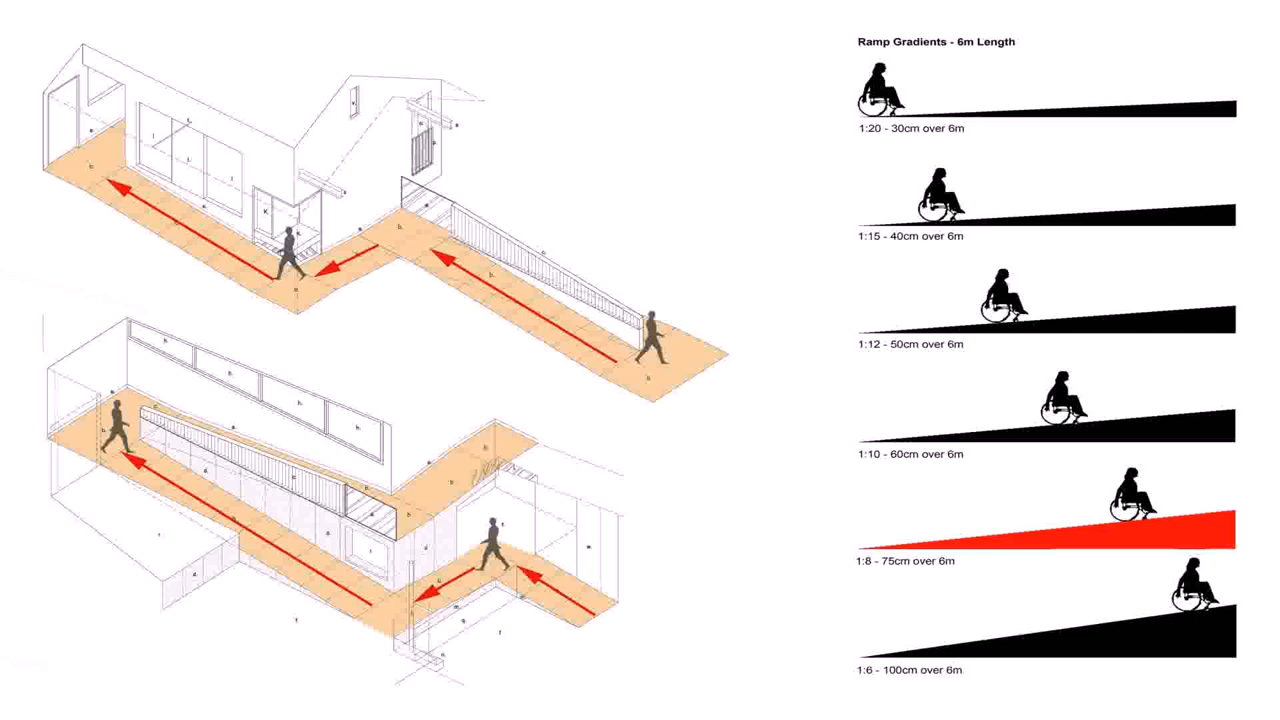 Ramp Gradients - 6m Length
1:20 - 30cm over 6m
1:15 - 40cm over 6m
1:12 - 50cm over 6m
1:10 - 60cm over 6m
1:8 - 75cm over 6m
1:6 - 100cm over 6m